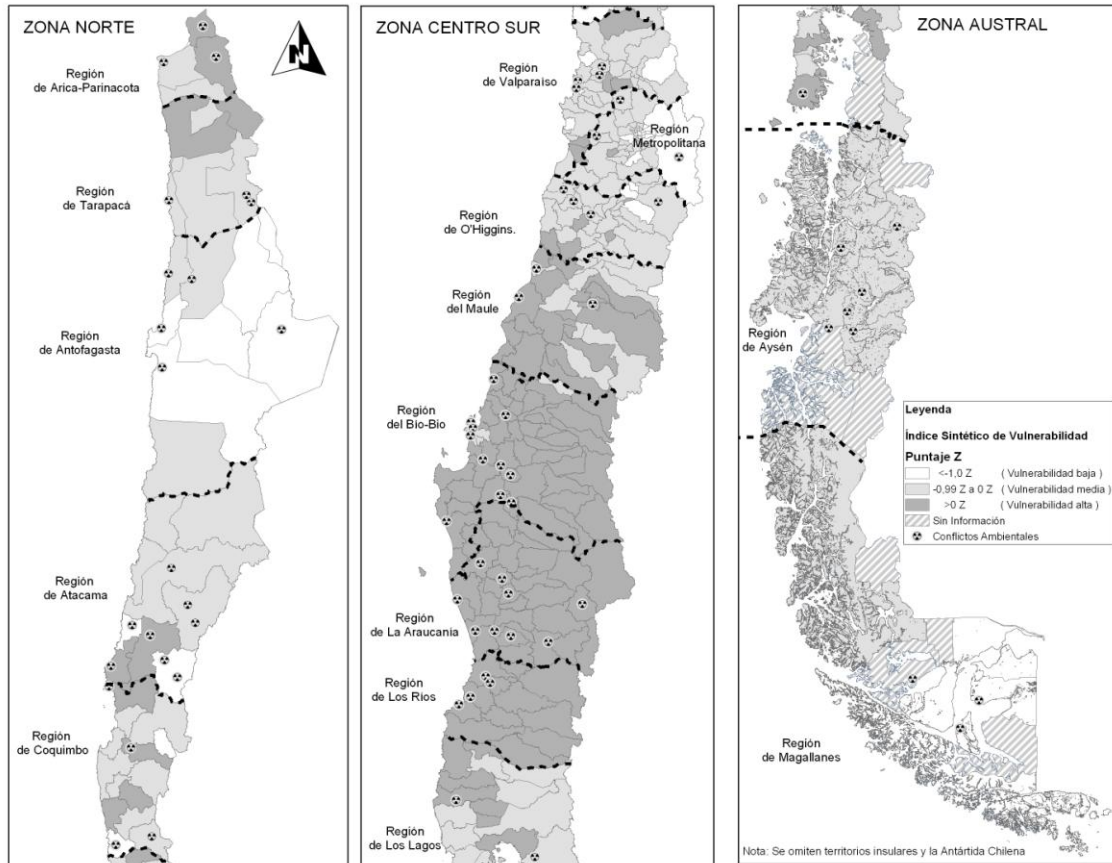 ZONA NORTE
N
Región
de Arica-Parinacota
Región
de Tarapacá
Región
de Antofagasta
Región
de Atacama
Región
de Coquimbo
ZONA CENTRO SUR
Región
de Valparaíso
Región
Metropolitana
Región
de O'Higgins.
Región
del Maule
Región
del Bío-Bio
Región
de La Araucanía
Región
de Los Ríos
Región
de Los Lagos
ZONA AUSTRAL
Región
de Aysén
Leyenda
Índice Sintético de Vulnerabilidad
Puntaje Z
<-1,0 Z ( Vulnerabilidad baja )
-0,99 Z a 0 Z ( Vulnerabilidad media )
>0 Z ( Vulnerabilidad alta )
Sin Información
Conflictos Ambientales
Región
de Magallanes
Nota: Se omiten territorios insulares y la Antártida Chilena